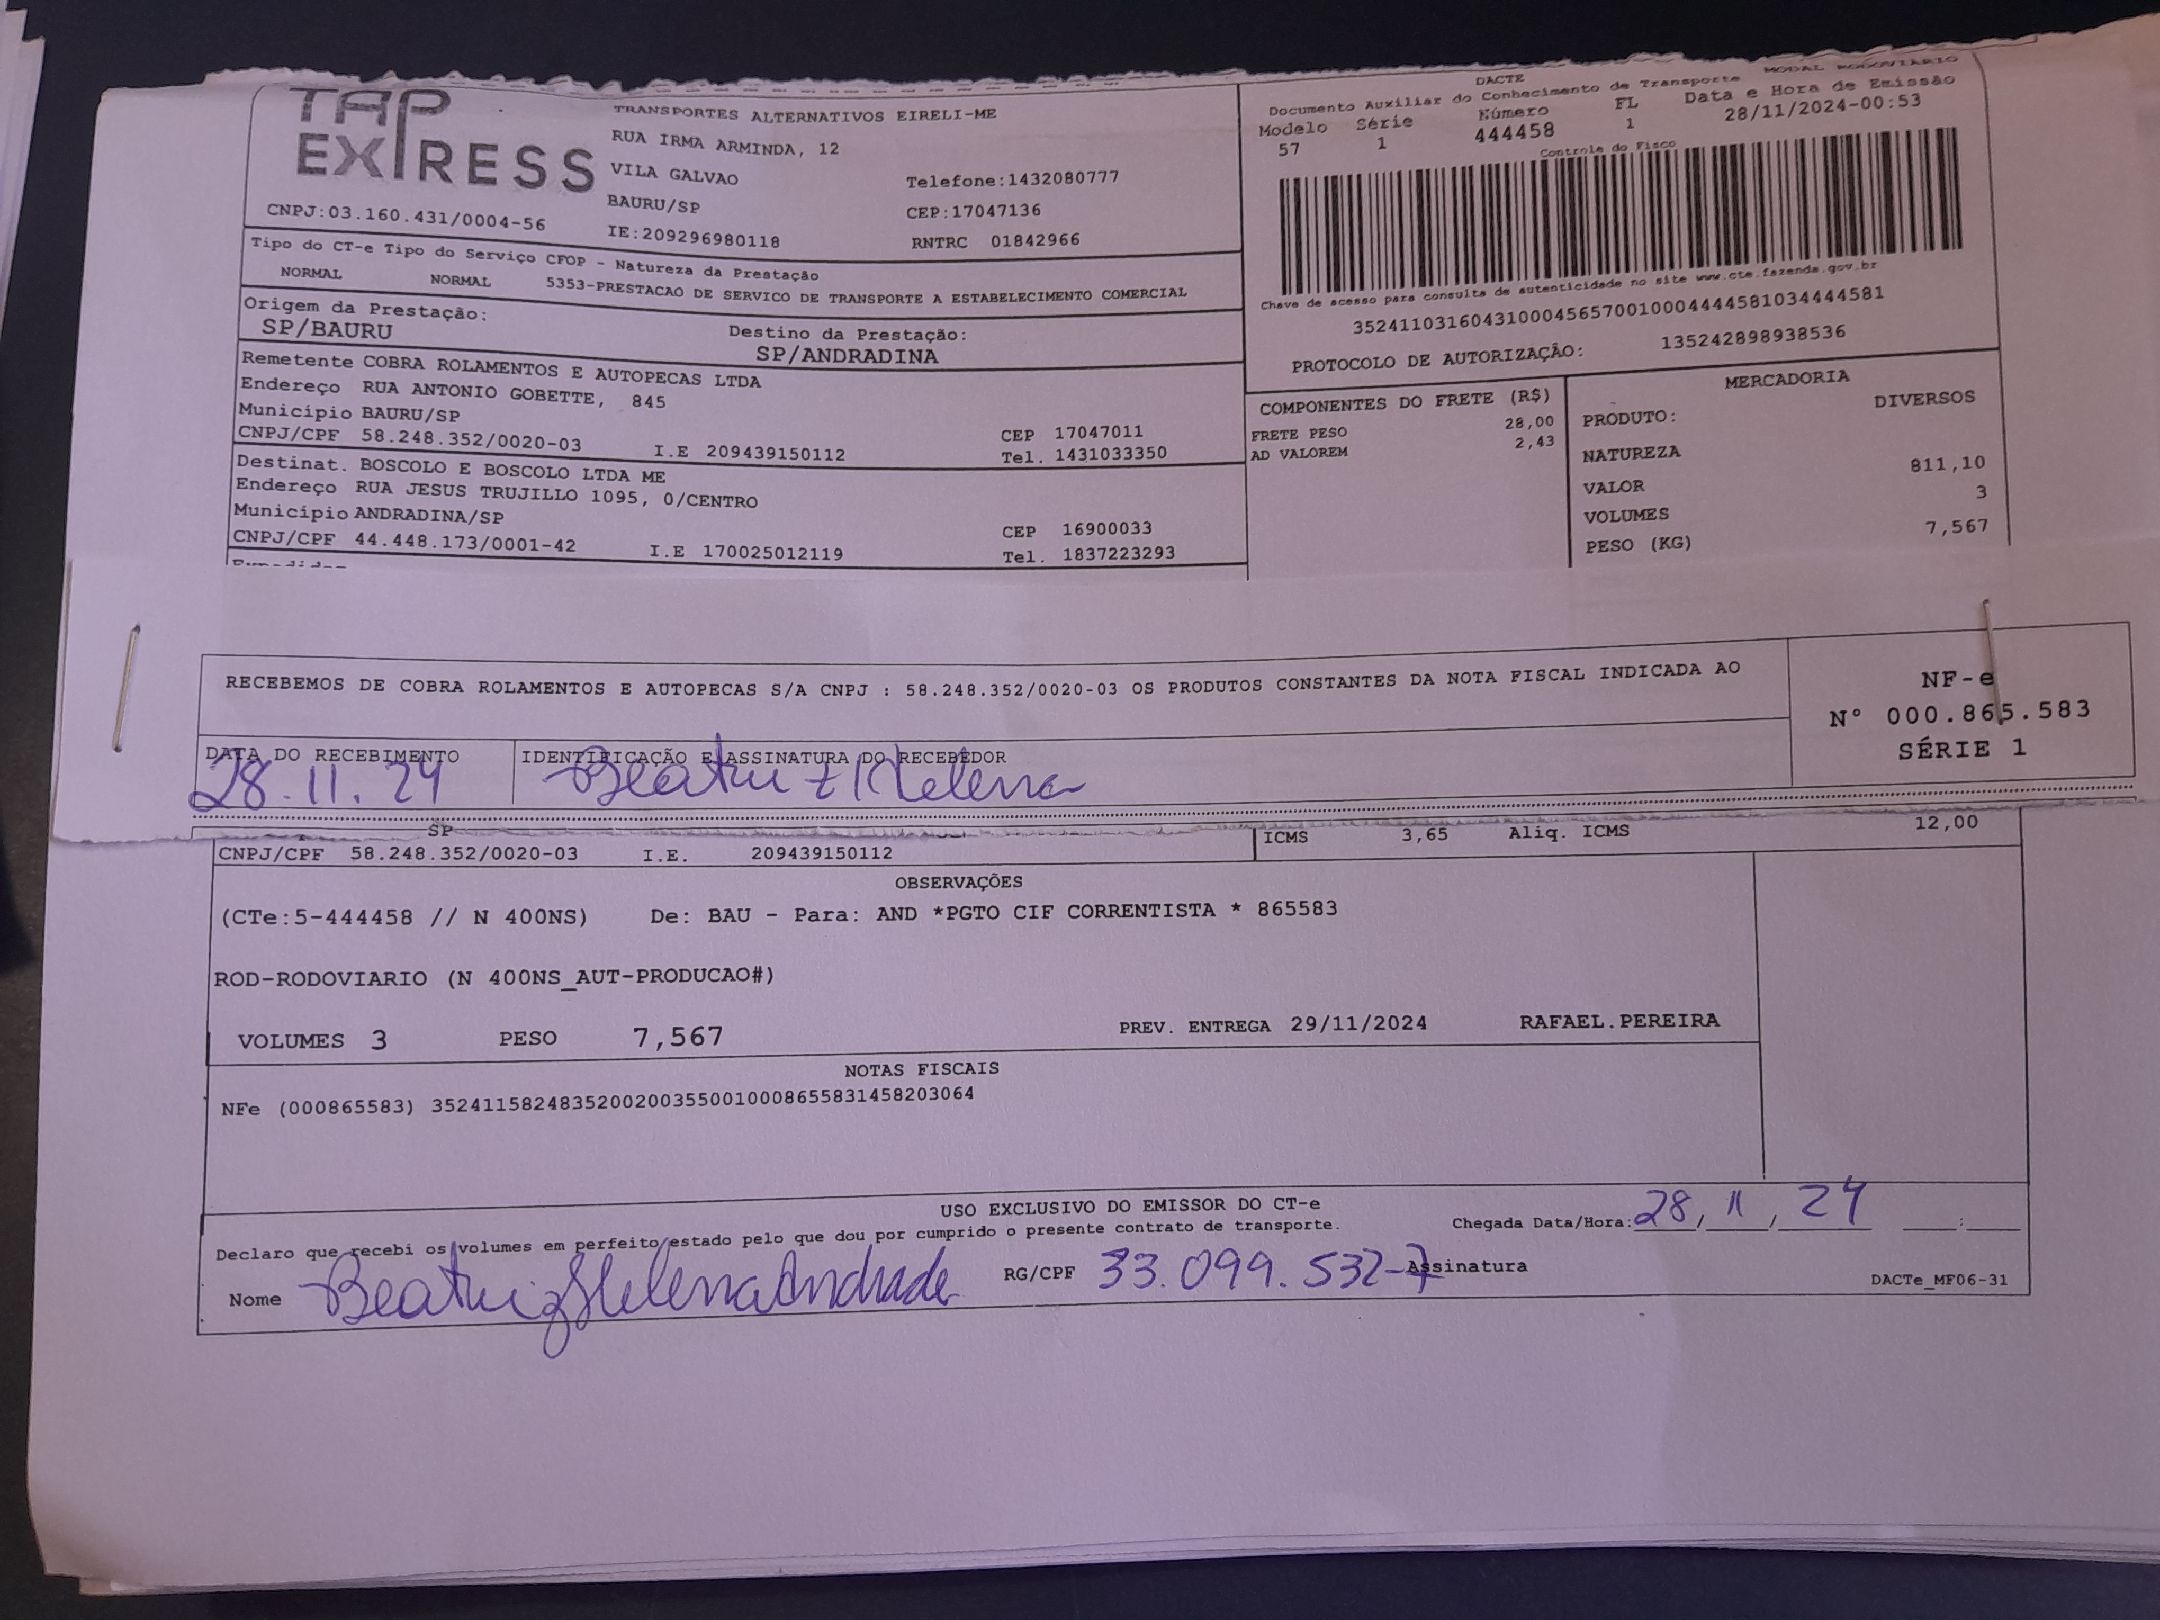 TAP
EXPRESS
CNPJ:03.160.431/0004-56
TRANSPORTES ALTERNATIVOS EIRELI-ME
RUA IRMA ARMINDA, 12
VILA GALVAO
BAURU/SP
IE:209296980118
Telefone:1432080777
CEP:17047136
RNTRC 01842966
DACTE MODAL RODOVIARIO
Documento Auxiliar do Conhecimento de Transporte
Modelo Série Número FL Data e Hora de Emissão
57 1 444458 1 28/11/2024-00:53
Controle do Fisco
Chave de acesso para consulta de autenticidade no site www.cte.fazenda.gov.br
35241103160431000456570010004444581034444581
PROTOCOLO DE AUTORIZAÇÃO: 135242898938536
Tipo do CT-e Tipo do Serviço CFOP - Natureza da Prestação
NORMAL NORMAL 5353-PRESTACAO DE SERVICO DE TRANSPORTE A ESTABELECIMENTO COMERCIAL
Origem da Prestação: Destino da Prestação:
SP/BAURU SP/ANDRADINA
Remetente COBRA ROLAMENTOS E AUTOPECAS LTDA
Endereço RUA ANTONIO GOBETTE, 845
Município BAURU/SP CEP 17047011
CNPJ/CPF 58.248.352/0020-03 I.E 209439150112 Tel. 1431033350
Destinat. BOSCOLO E BOSCOLO LTDA ME
Endereço RUA JESUS TRUJILLO 1095, 0/CENTRO
Município ANDRADINA/SP CEP 16900033
CNPJ/CPF 44.448.173/0001-42 I.E 170025012119 Tel. 1837223293
COMPONENTES DO FRETE (R$)
FRETE PESO 28,00
AD VALOREM 2,43
MERCADORIA
PRODUTO: DIVERSOS
NATUREZA
VALOR 811,10
VOLUMES 3
PESO (KG) 7,567
RECEBEMOS DE COBRA ROLAMENTOS E AUTOPECAS S/A CNPJ : 58.248.352/0020-03 OS PRODUTOS CONSTANTES DA NOTA FISCAL INDICADA AO
NF-e
Nº 000.865.583
SÉRIE 1
DATA DO RECEBIMENTO IDENTIFICAÇÃO E ASSINATURA DO RECEBEDOR
28.11.24 Beatriz Helena
SP
CNPJ/CPF 58.248.352/0020-03 I.E. 209439150112
ICMS 3,65 Aliq. ICMS 12,00
OBSERVAÇÕES
(CTe:5-444458 // N 400NS) De: BAU - Para: AND *PGTO CIF CORRENTISTA * 865583
ROD-RODOVIARIO (N 400NS_AUT-PRODUCAO#)
VOLUMES 3 PESO 7,567 PREV. ENTREGA 29/11/2024 RAFAEL.PEREIRA
NOTAS FISCAIS
NFe (000865583) 35241158248352002003550010008655831458203064
USO EXCLUSIVO DO EMISSOR DO CT-e
Declaro que recebi os volumes em perfeito estado pelo que dou por cumprido o presente contrato de transporte.
Chegada Data/Hora: 28/11/24 :
Nome Beatriz Helena Andrade RG/CPF 33.099.532-7 Assinatura
DACTe_MF06-31